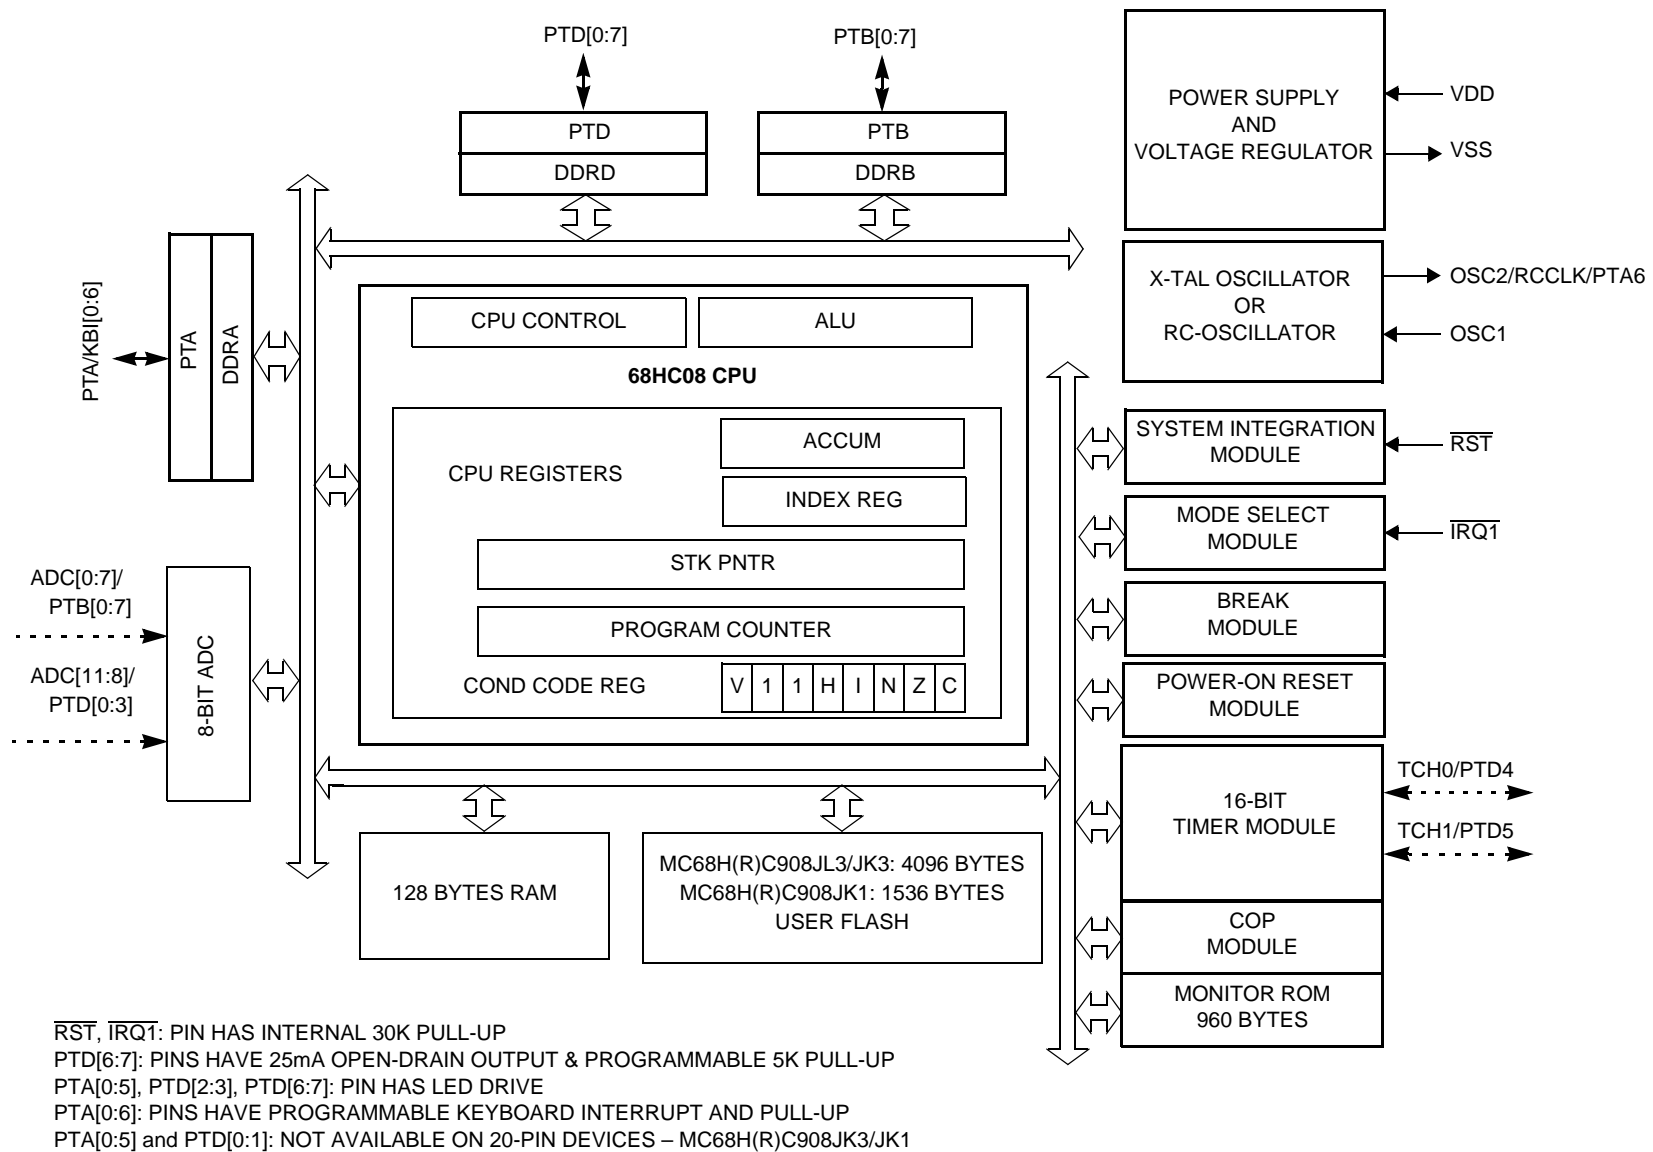 PTD[0:7]
PTB[0:7]
PTD
DDRD
PTB
DDRB
POWER SUPPLY
AND
VOLTAGE REGULATOR
VDD
VSS
X-TAL OSCILLATOR
OR
RC-OSCILLATOR
OSC2/RCCLK/PTA6
OSC1
PTA/KBI[0:6]
PTA
DDRA
CPU CONTROL
ALU
68HC08 CPU
CPU REGISTERS
ACCUM
INDEX REG
STK PNTR
PROGRAM COUNTER
COND CODE REG
V 1 1 H I N Z C
SYSTEM INTEGRATION
MODULE
RST
MODE SELECT
MODULE
IRQ1
BREAK
MODULE
POWER-ON RESET
MODULE
ADC[0:7]/
PTB[0:7]
ADC[11:8]/
PTD[0:3]
8-BIT ADC
16-BIT
TIMER MODULE
TCH0/PTD4
TCH1/PTD5
128 BYTES RAM
MC68H(R)C908JL3/JK3: 4096 BYTES
MC68H(R)C908JK1: 1536 BYTES
USER FLASH
COP
MODULE
MONITOR ROM
960 BYTES
RST, IRQ1: PIN HAS INTERNAL 30K PULL-UP
PTD[6:7]: PINS HAVE 25mA OPEN-DRAIN OUTPUT & PROGRAMMABLE 5K PULL-UP
PTA[0:5], PTD[2:3], PTD[6:7]: PIN HAS LED DRIVE
PTA[0:6]: PINS HAVE PROGRAMMABLE KEYBOARD INTERRUPT AND PULL-UP
PTA[0:5] and PTD[0:1]: NOT AVAILABLE ON 20-PIN DEVICES – MC68H(R)C908JK3/JK1